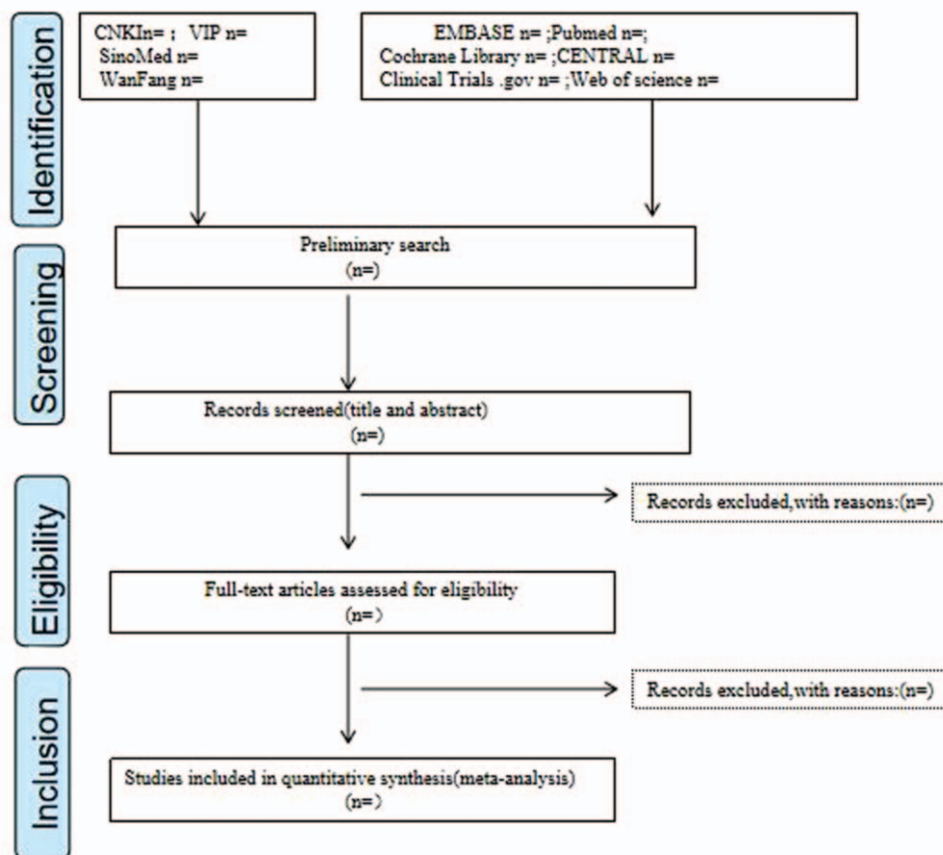 Identification
CNKIn= ; VIP n=
SinoMed n=
WanFang n=
EMBASE n= ;Pubmed n=;
Cochrane Library n= ;CENTRAL n=
Clinical Trials .gov n= ;Web of science n=
Screening
Preliminary search
(n=)
Records screened(title and abstract)
(n=)
Eligibility
Records excluded,with reasons:(n=)
Full-text articles assessed for eligibility
(n=)
Inclusion
Records excluded,with reasons:(n=)
Studies included in quantitative synthesis(meta-analysis)
(n=)